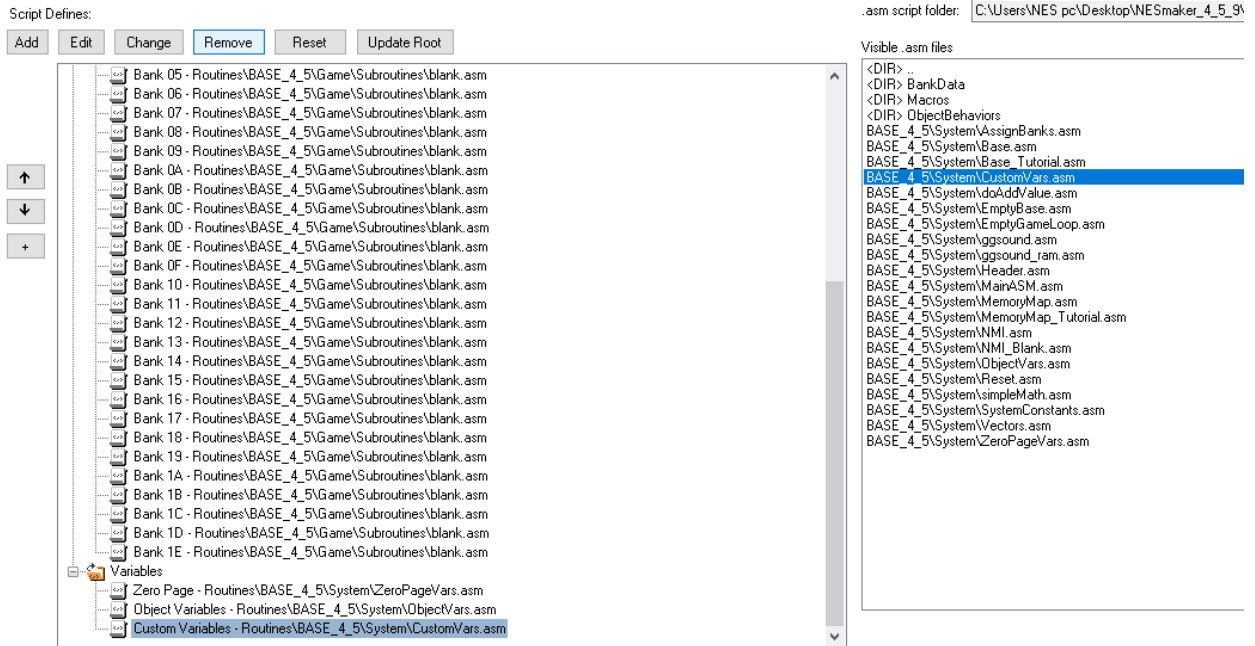 Script Defines:
Add Edit Change Remove Reset Update Root
Bank 05 - Routines\BASE_4_5\Game\Subroutines\blank.asm
Bank 06 - Routines\BASE_4_5\Game\Subroutines\blank.asm
Bank 07 - Routines\BASE_4_5\Game\Subroutines\blank.asm
Bank 08 - Routines\BASE_4_5\Game\Subroutines\blank.asm
Bank 09 - Routines\BASE_4_5\Game\Subroutines\blank.asm
Bank 0A - Routines\BASE_4_5\Game\Subroutines\blank.asm
Bank 0B - Routines\BASE_4_5\Game\Subroutines\blank.asm
Bank 0C - Routines\BASE_4_5\Game\Subroutines\blank.asm
Bank 0D - Routines\BASE_4_5\Game\Subroutines\blank.asm
Bank 0E - Routines\BASE_4_5\Game\Subroutines\blank.asm
Bank 0F - Routines\BASE_4_5\Game\Subroutines\blank.asm
Bank 10 - Routines\BASE_4_5\Game\Subroutines\blank.asm
Bank 11 - Routines\BASE_4_5\Game\Subroutines\blank.asm
Bank 12 - Routines\BASE_4_5\Game\Subroutines\blank.asm
Bank 13 - Routines\BASE_4_5\Game\Subroutines\blank.asm
Bank 14 - Routines\BASE_4_5\Game\Subroutines\blank.asm
Bank 15 - Routines\BASE_4_5\Game\Subroutines\blank.asm
Bank 16 - Routines\BASE_4_5\Game\Subroutines\blank.asm
Bank 17 - Routines\BASE_4_5\Game\Subroutines\blank.asm
Bank 18 - Routines\BASE_4_5\Game\Subroutines\blank.asm
Bank 19 - Routines\BASE_4_5\Game\Subroutines\blank.asm
Bank 1A - Routines\BASE_4_5\Game\Subroutines\blank.asm
Bank 1B - Routines\BASE_4_5\Game\Subroutines\blank.asm
Bank 1C - Routines\BASE_4_5\Game\Subroutines\blank.asm
Bank 1D - Routines\BASE_4_5\Game\Subroutines\blank.asm
Bank 1E - Routines\BASE_4_5\Game\Subroutines\blank.asm
Variables
Zero Page - Routines\BASE_4_5\System\ZeroPageVars.asm
Object Variables - Routines\BASE_4_5\System\ObjectVars.asm
Custom Variables - Routines\BASE_4_5\System\CustomVars.asm
.asm script folder: C:\Users\NES pc\Desktop\NESmaker_4_5_9\
Visible .asm files
<DIR> ..
<DIR> BankData
<DIR> Macros
<DIR> ObjectBehaviors
BASE_4_5\System\AssignBanks.asm
BASE_4_5\System\Base.asm
BASE_4_5\System\Base_Tutorial.asm
BASE_4_5\System\CustomVars.asm
BASE_4_5\System\doAddValue.asm
BASE_4_5\System\EmptyBase.asm
BASE_4_5\System\EmptyGameLoop.asm
BASE_4_5\System\ggsound.asm
BASE_4_5\System\ggsound_ram.asm
BASE_4_5\System\Header.asm
BASE_4_5\System\MainASM.asm
BASE_4_5\System\MemoryMap.asm
BASE_4_5\System\MemoryMap_Tutorial.asm
BASE_4_5\System\NMI.asm
BASE_4_5\System\NMI_Blank.asm
BASE_4_5\System\ObjectVars.asm
BASE_4_5\System\Reset.asm
BASE_4_5\System\simpleMath.asm
BASE_4_5\System\SystemConstants.asm
BASE_4_5\System\Vectors.asm
BASE_4_5\System\ZeroPageVars.asm